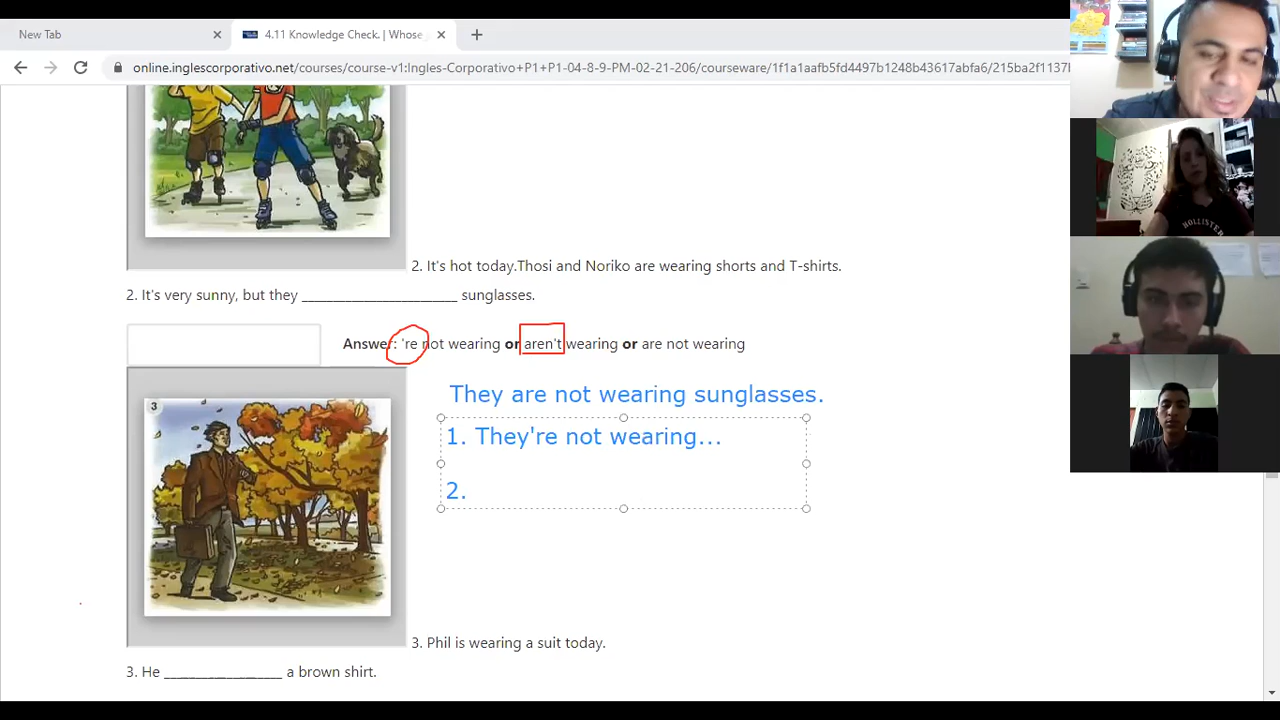 New Tab
4.11 Knowledge Check. | Whose
online.inglescorporativo.net/courses/course-v1:Ingles-Corporativo+P1+P1-04-8-9-PM-02-21-206/courseware/1f1a1aafb5fd4497b1248b43617abfa6/215ba2f1137b
2. It's hot today.Thosi and Noriko are wearing shorts and T-shirts.
2. It's very sunny, but they _________________________ sunglasses.
Answer: 're not wearing or aren't wearing or are not wearing
They are not wearing sunglasses.
1. They're not wearing...
2.
3
3. Phil is wearing a suit today.
3. He _________________ a brown shirt.
HOLLISTER